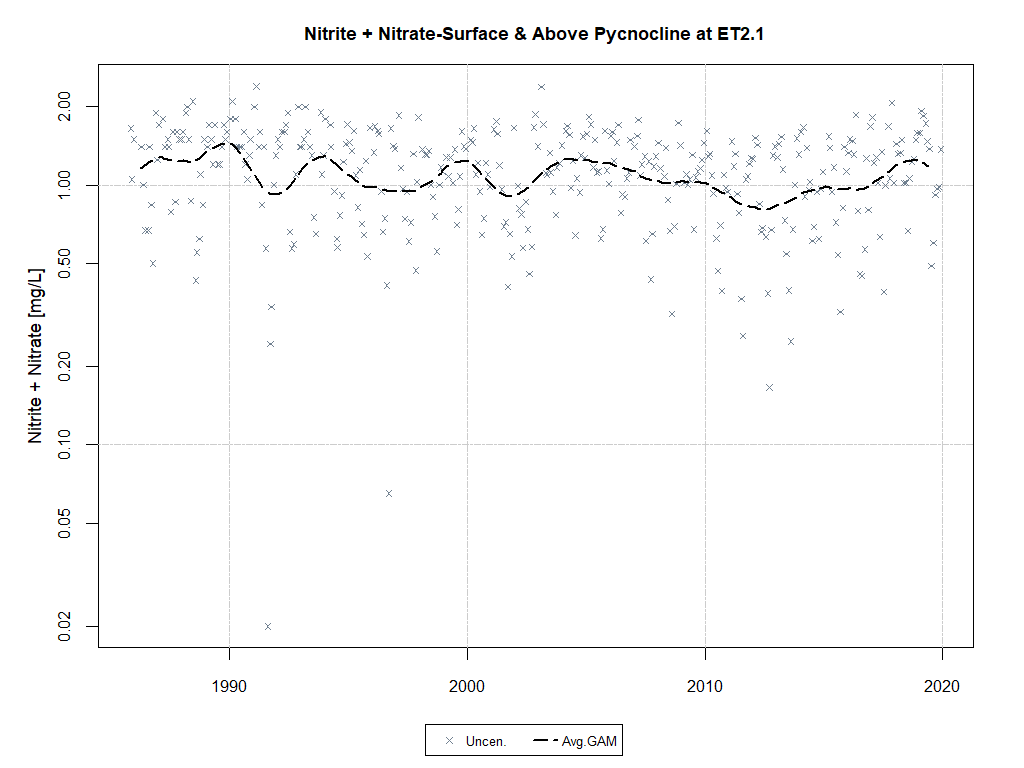 Nitrite + Nitrate-Surface & Above Pycnocline at ET2.1
Nitrite + Nitrate [mg/L]
2.00
1.00
0.50
0.20
0.10
0.05
0.02
1990
2000
2010
2020
Uncen.
Avg.GAM